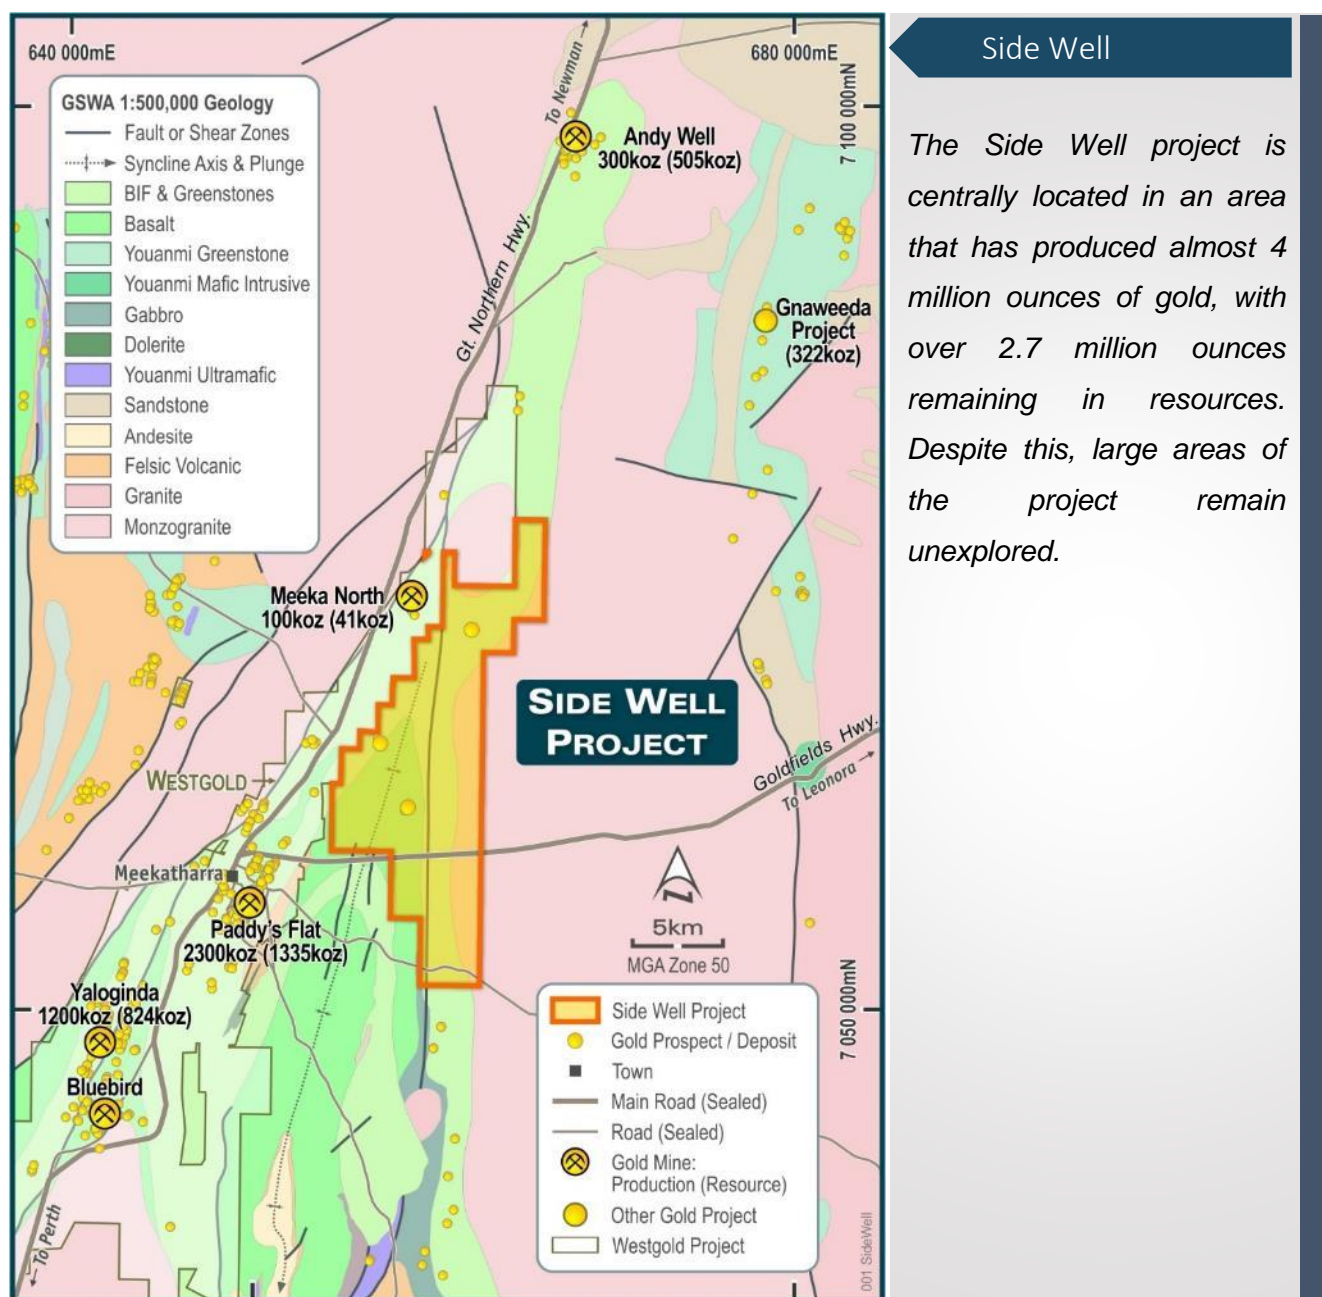 640 000mE
680 000mE
7 100 000mN
7 050 000mN
GSWA 1:500,000 Geology
Fault or Shear Zones
Syncline Axis & Plunge
BIF & Greenstones
Basalt
Youanmi Greenstone
Youanmi Mafic Intrusive
Gabbro
Dolerite
Youanmi Ultramafic
Sandstone
Andesite
Felsic Volcanic
Granite
Monzogranite
To Newman
Andy Well
300koz (505koz)
Gt. Northern Hwy.
Gnaweeda
Project
(322koz)
Meeka North
100koz (41koz)
SIDE WELL
PROJECT
WESTGOLD
Goldfields Hwy.
To Leonora
Meekatharra
Paddy's Flat
2300koz (1335koz)
Yaloginda
1200koz (824koz)
Bluebird
To Perth
N
5km
MGA Zone 50
Side Well Project
Gold Prospect / Deposit
Town
Main Road (Sealed)
Road (Sealed)
Gold Mine:
Production (Resource)
Other Gold Project
Westgold Project
001 SideWell
Side Well
The Side Well project is
centrally located in an area
that has produced almost 4
million ounces of gold, with
over 2.7 million ounces
remaining in resources.
Despite this, large areas of
the project remain
unexplored.